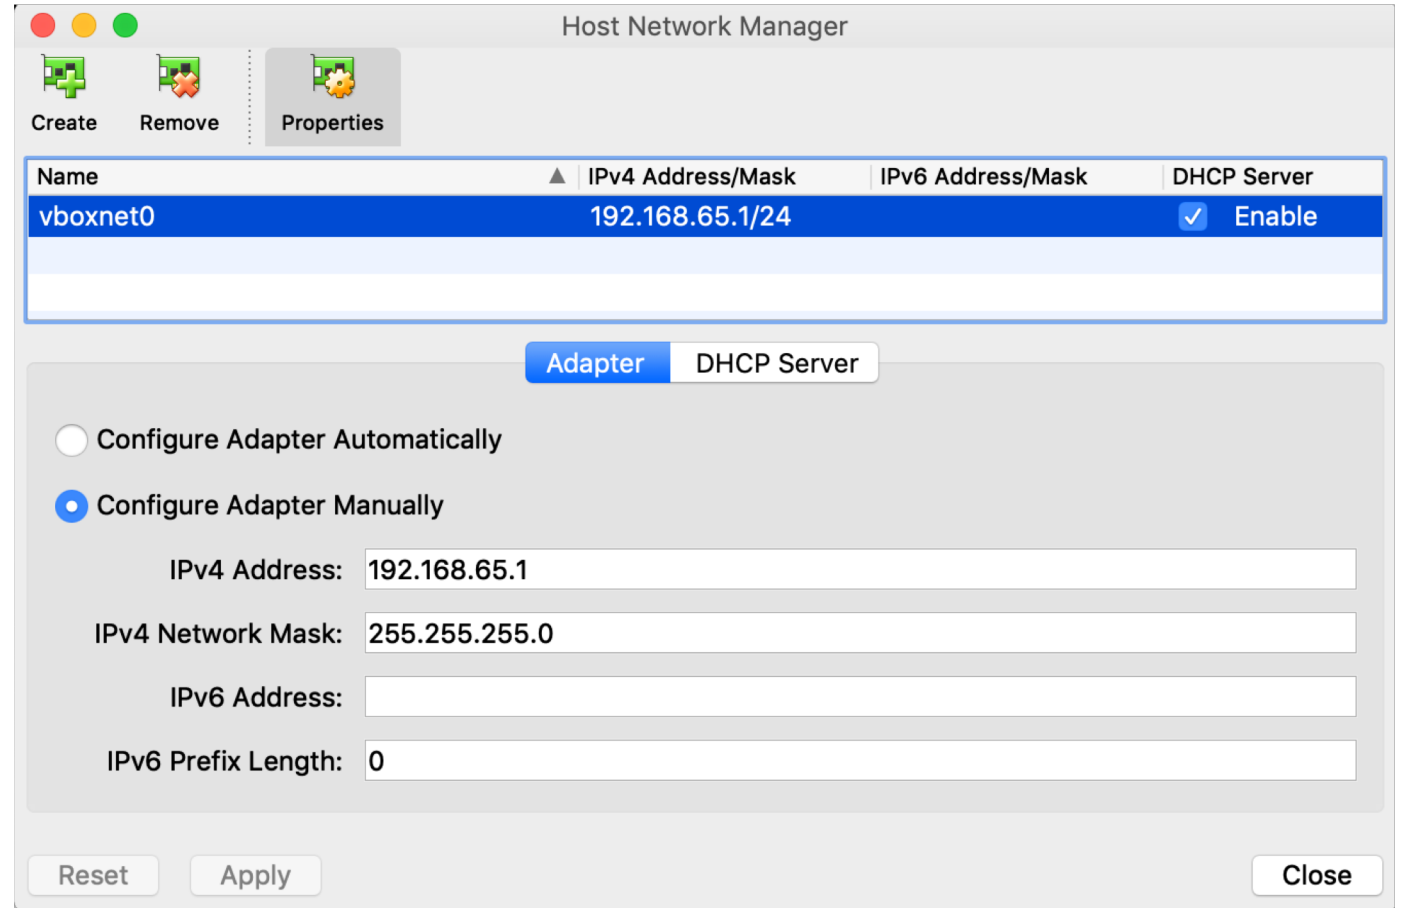 Host Network Manager
Create Remove Properties
Name IPv4 Address/Mask IPv6 Address/Mask DHCP Server
vboxnet0 192.168.65.1/24 Enable
Adapter DHCP Server
Configure Adapter Automatically
Configure Adapter Manually
IPv4 Address: 192.168.65.1
IPv4 Network Mask: 255.255.255.0
IPv6 Address:
IPv6 Prefix Length: 0
Reset Apply Close